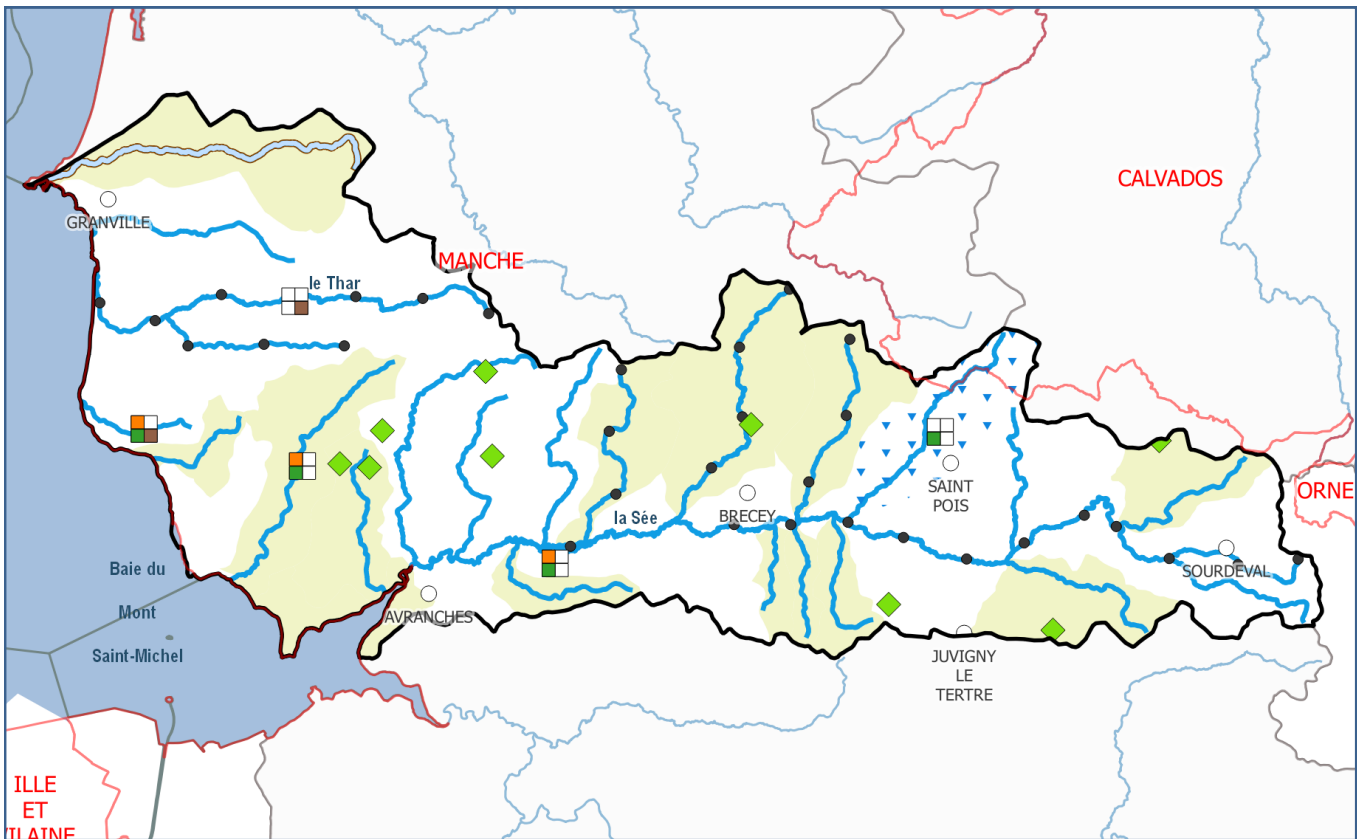 CALVADOS
GRANVILLE
MANCHE
le Thar
SAINT
POIS
ORNE
la Sée
BRECEY
Baie du
Mont
Saint-Michel
SOURDEVAL
AVRANCHES
JUVIGNY
LE
TERTRE
ILLE
ET
VILAINE